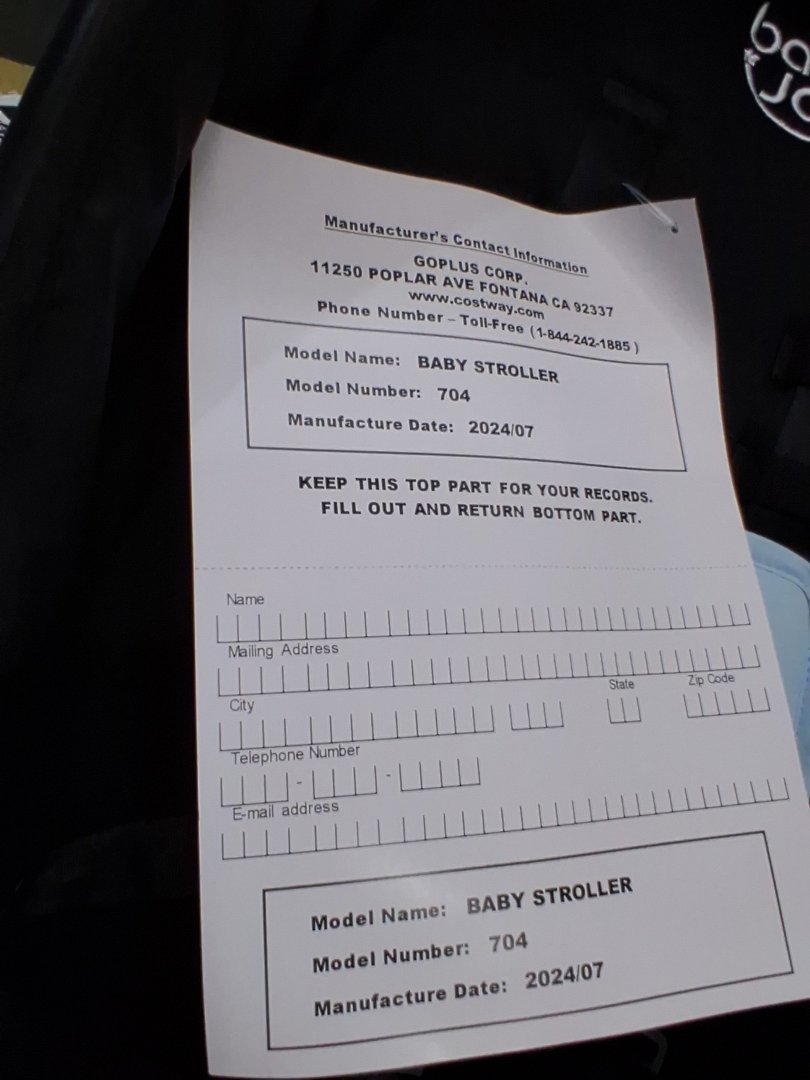 Manufacturer's Contact Information
GOPLUS CORP.
11250 POPLAR AVE FONTANA CA 92337
www.costway.com
Phone Number – Toll-Free (1-844-242-1885 )
Model Name: BABY STROLLER
Model Number: 704
Manufacture Date: 2024/07
KEEP THIS TOP PART FOR YOUR RECORDS.
FILL OUT AND RETURN BOTTOM PART.
Name
Mailing Address
City State Zip Code
Telephone Number
- -
E-mail address
Model Name: BABY STROLLER
Model Number: 704
Manufacture Date: 2024/07